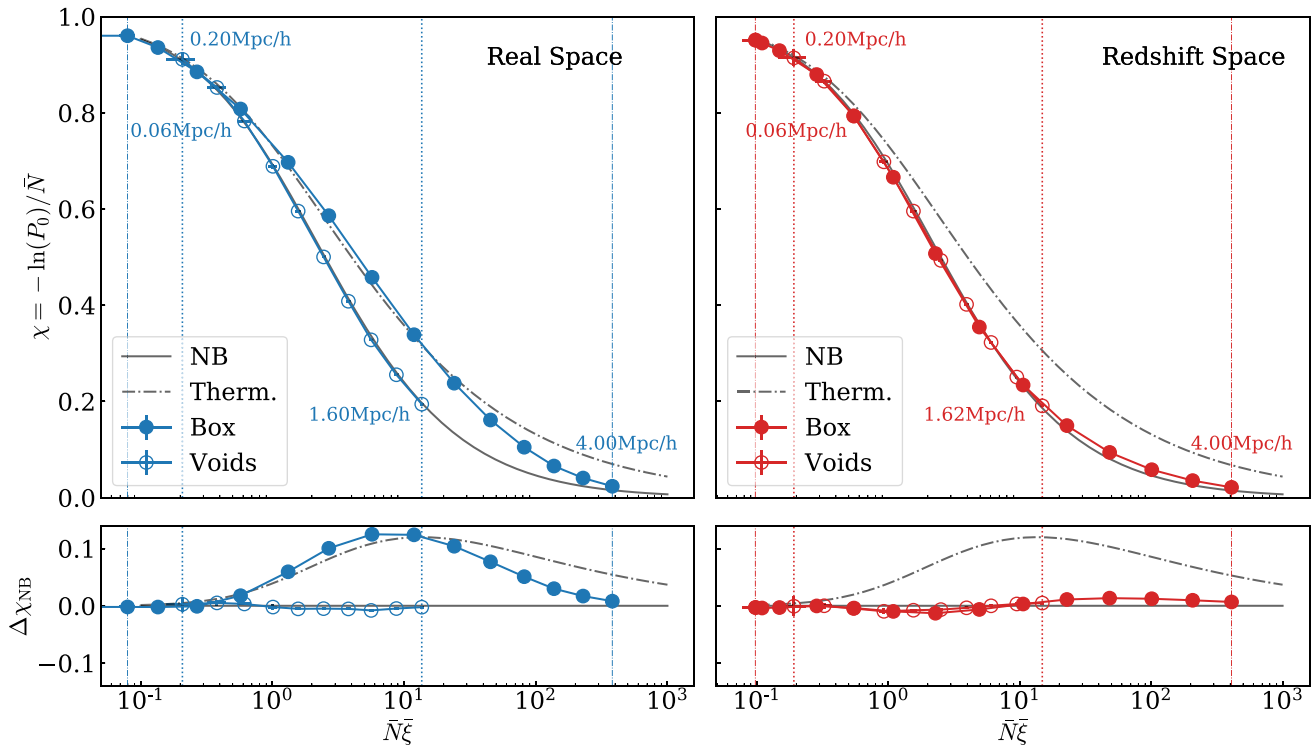 Real Space
0.20Mpc/h
0.06Mpc/h
1.60Mpc/h
4.00Mpc/h
NB
Therm.
Box
Voids
χ = − ln(P₀)/N̄
1.0
0.8
0.6
0.4
0.2
0.0
Redshift Space
0.20Mpc/h
0.06Mpc/h
1.62Mpc/h
4.00Mpc/h
NB
Therm.
Box
Voids
Δχ_NB
0.1
0.0
−0.1
10⁻¹ 10⁰ 10¹ 10² 10³
N̄ξ̄
10⁻¹ 10⁰ 10¹ 10² 10³
N̄ξ̄